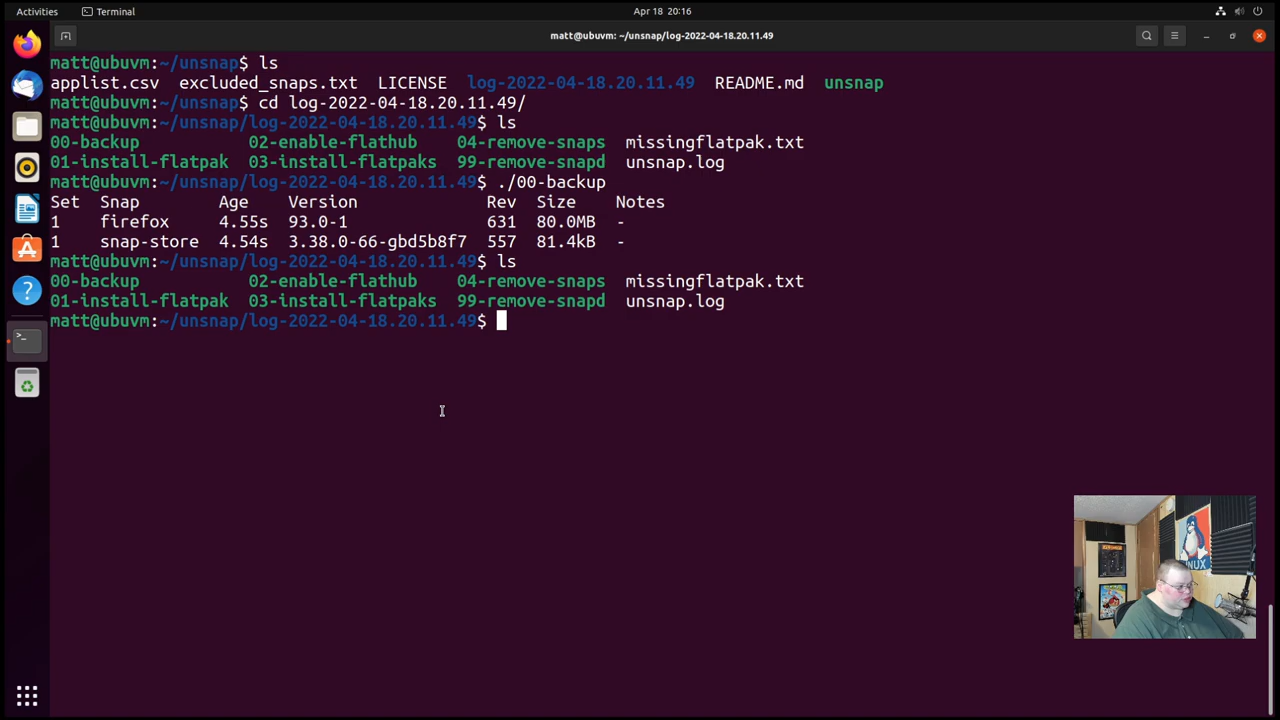 Activities Terminal Apr 18 20:16
matt@ubuvm: ~/unsnap/log-2022-04-18.20.11.49
matt@ubuvm:~/unsnap$ ls
applist.csv excluded_snaps.txt LICENSE log-2022-04-18.20.11.49 README.md unsnap
matt@ubuvm:~/unsnap$ cd log-2022-04-18.20.11.49/
matt@ubuvm:~/unsnap/log-2022-04-18.20.11.49$ ls
00-backup 02-enable-flathub 04-remove-snaps missingflatpak.txt
01-install-flatpak 03-install-flatpaks 99-remove-snapd unsnap.log
matt@ubuvm:~/unsnap/log-2022-04-18.20.11.49$ ./00-backup
Set Snap Age Version Rev Size Notes
1 firefox 4.55s 93.0-1 631 80.0MB -
1 snap-store 4.54s 3.38.0-66-gbd5b8f7 557 81.4kB -
matt@ubuvm:~/unsnap/log-2022-04-18.20.11.49$ ls
00-backup 02-enable-flathub 04-remove-snaps missingflatpak.txt
01-install-flatpak 03-install-flatpaks 99-remove-snapd unsnap.log
matt@ubuvm:~/unsnap/log-2022-04-18.20.11.49$